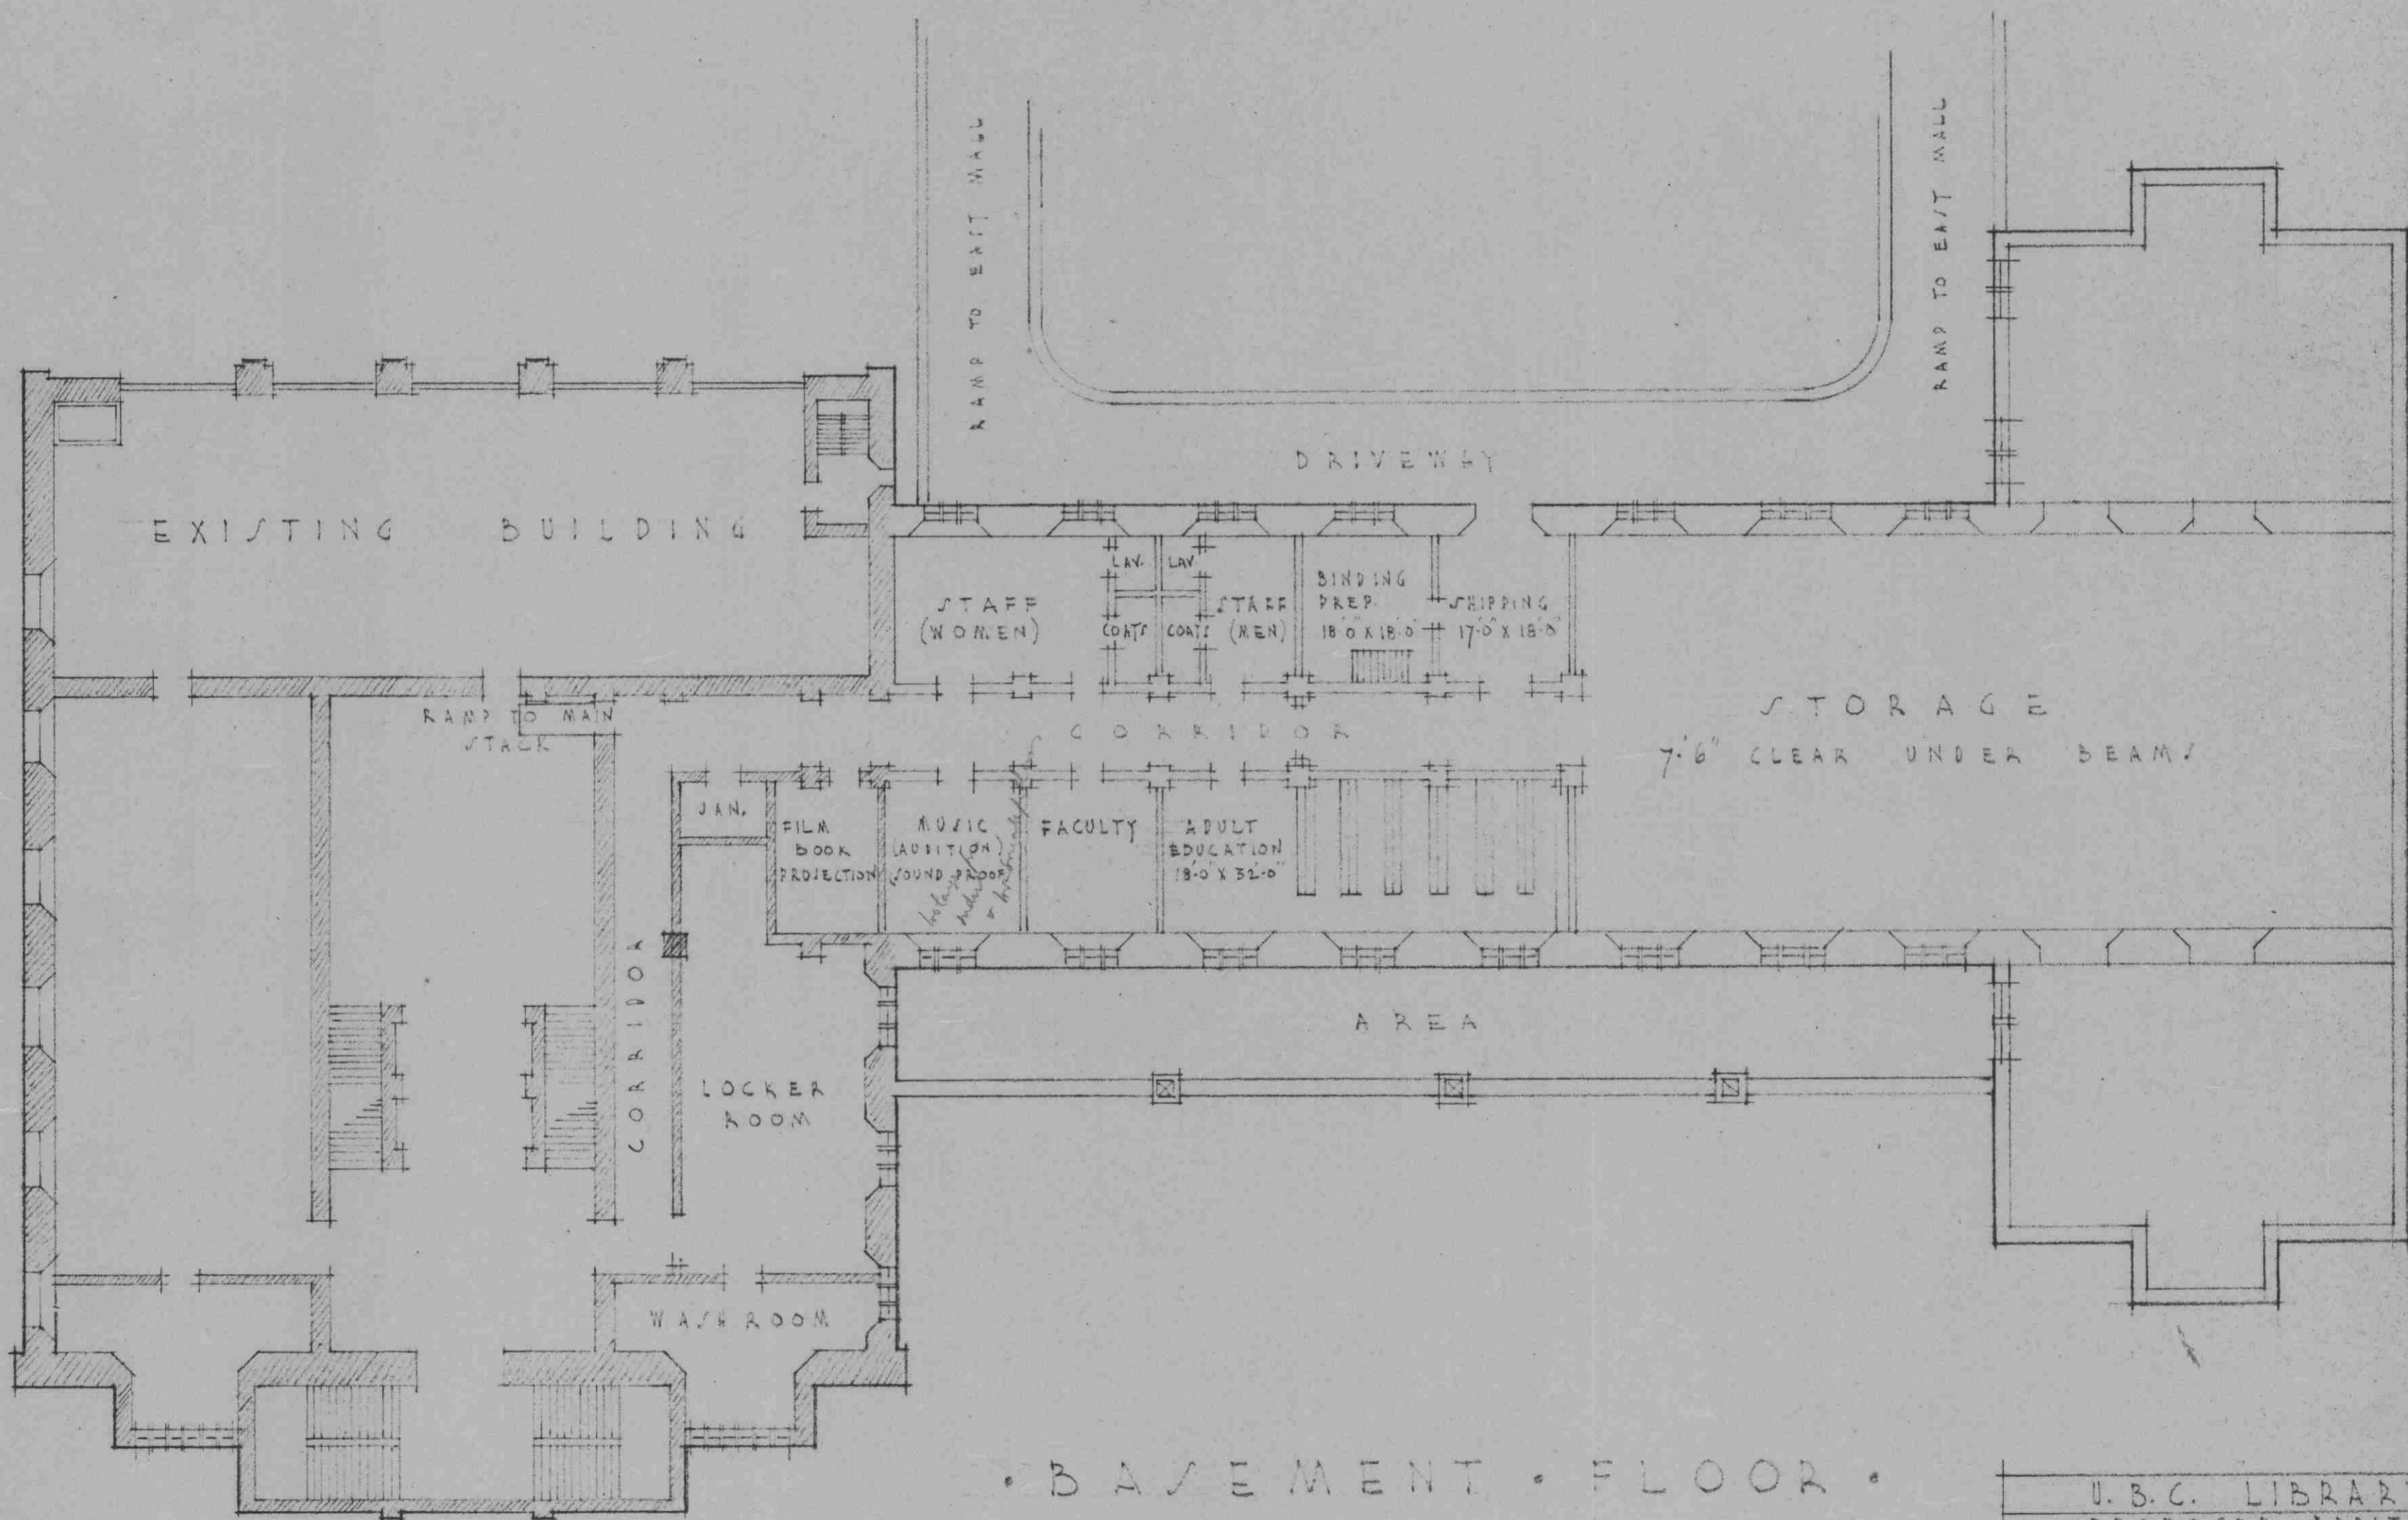 RAMP TO EAST MALL
RAMP TO EAST MALL
DRIVEWAY
EXISTING BUILDING
STAFF
(WOMEN)
LAV.
LAV.
COATS
COATS
STAFF
(MEN)
BINDING
PREP.
18'-0" X 18'-0"
SHIPPING
17'-0" X 18'-0"
RAMP TO MAIN
STACK
CORRIDOR
STORAGE
7'-6" CLEAR UNDER BEAMS
JAN.
FILM
BOOK
PROJECTION
MUSIC
(AUDITION)
(SOUND PROOF)
FACULTY
ADULT
EDUCATION
18'-0" X 32'-0"
CORRIDOR
LOCKER
ROOM
AREA
WASHROOM
· BASEMENT · FLOOR ·
U.B.C. LIBRAR